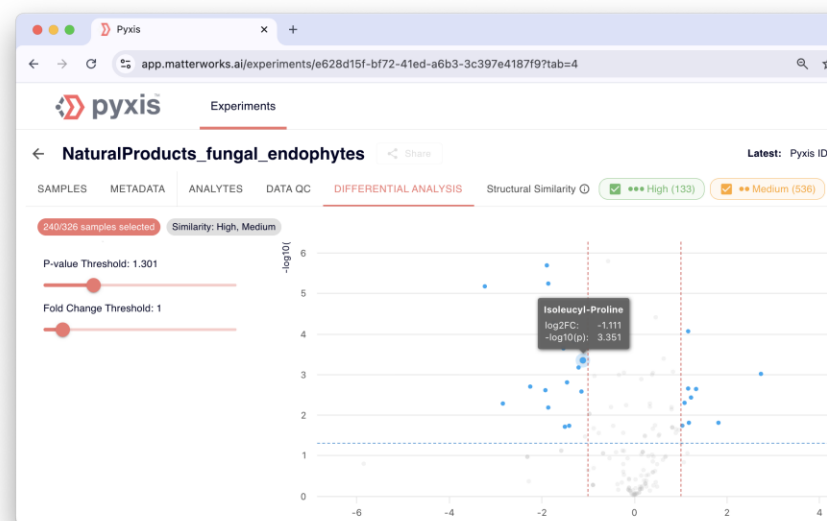 Pyxis
app.matterworks.ai/experiments/e628d15f-bf72-41ed-a6b3-3c397e4187f9?tab=4
pyxis™ Experiments
NaturalProducts_fungal_endophytes Share Latest: Pyxis ID
SAMPLES METADATA ANALYTES DATA QC DIFFERENTIAL ANALYSIS Structural Similarity High (133) Medium (536)
240/326 samples selected Similarity: High, Medium
P-value Threshold: 1.301
Fold Change Threshold: 1
-log10(
6
5
4
3
2
1
0
Isoleucyl-Proline
log2FC: -1.111
-log10(p): 3.351
-6 -4 -2 0 2 4